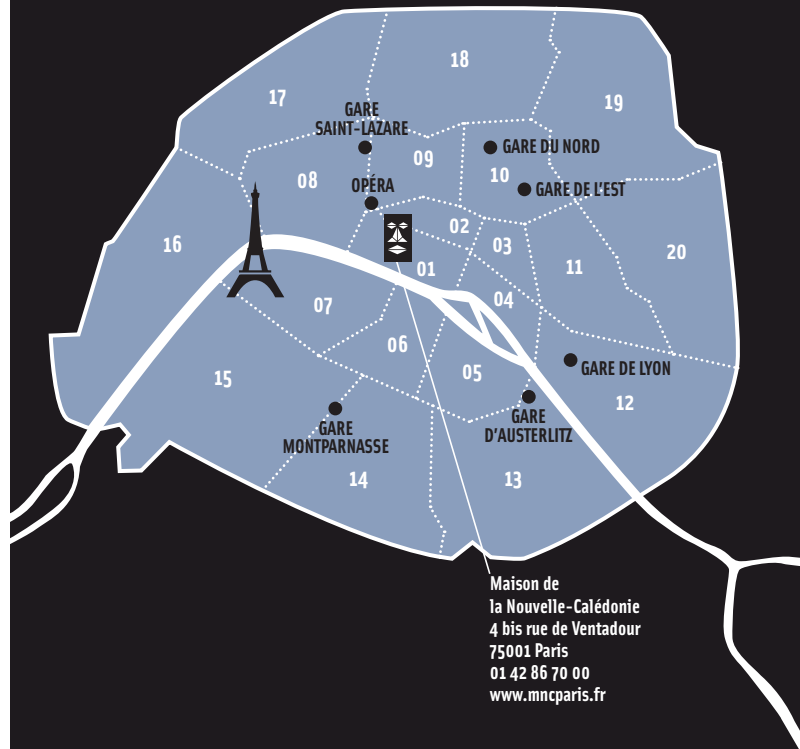 18
17
19
GARE
SAINT-LAZARE
GARE DU NORD
09
10
08
OPÉRA
GARE DE L'EST
02
03
16
20
11
01
04
07
06
05
15
GARE DE LYON
12
GARE
MONTPARNASSE
GARE
D'AUSTERLITZ
14
13
Maison de
la Nouvelle-Calédonie
4 bis rue de Ventadour
75001 Paris
01 42 86 70 00
www.mncparis.fr